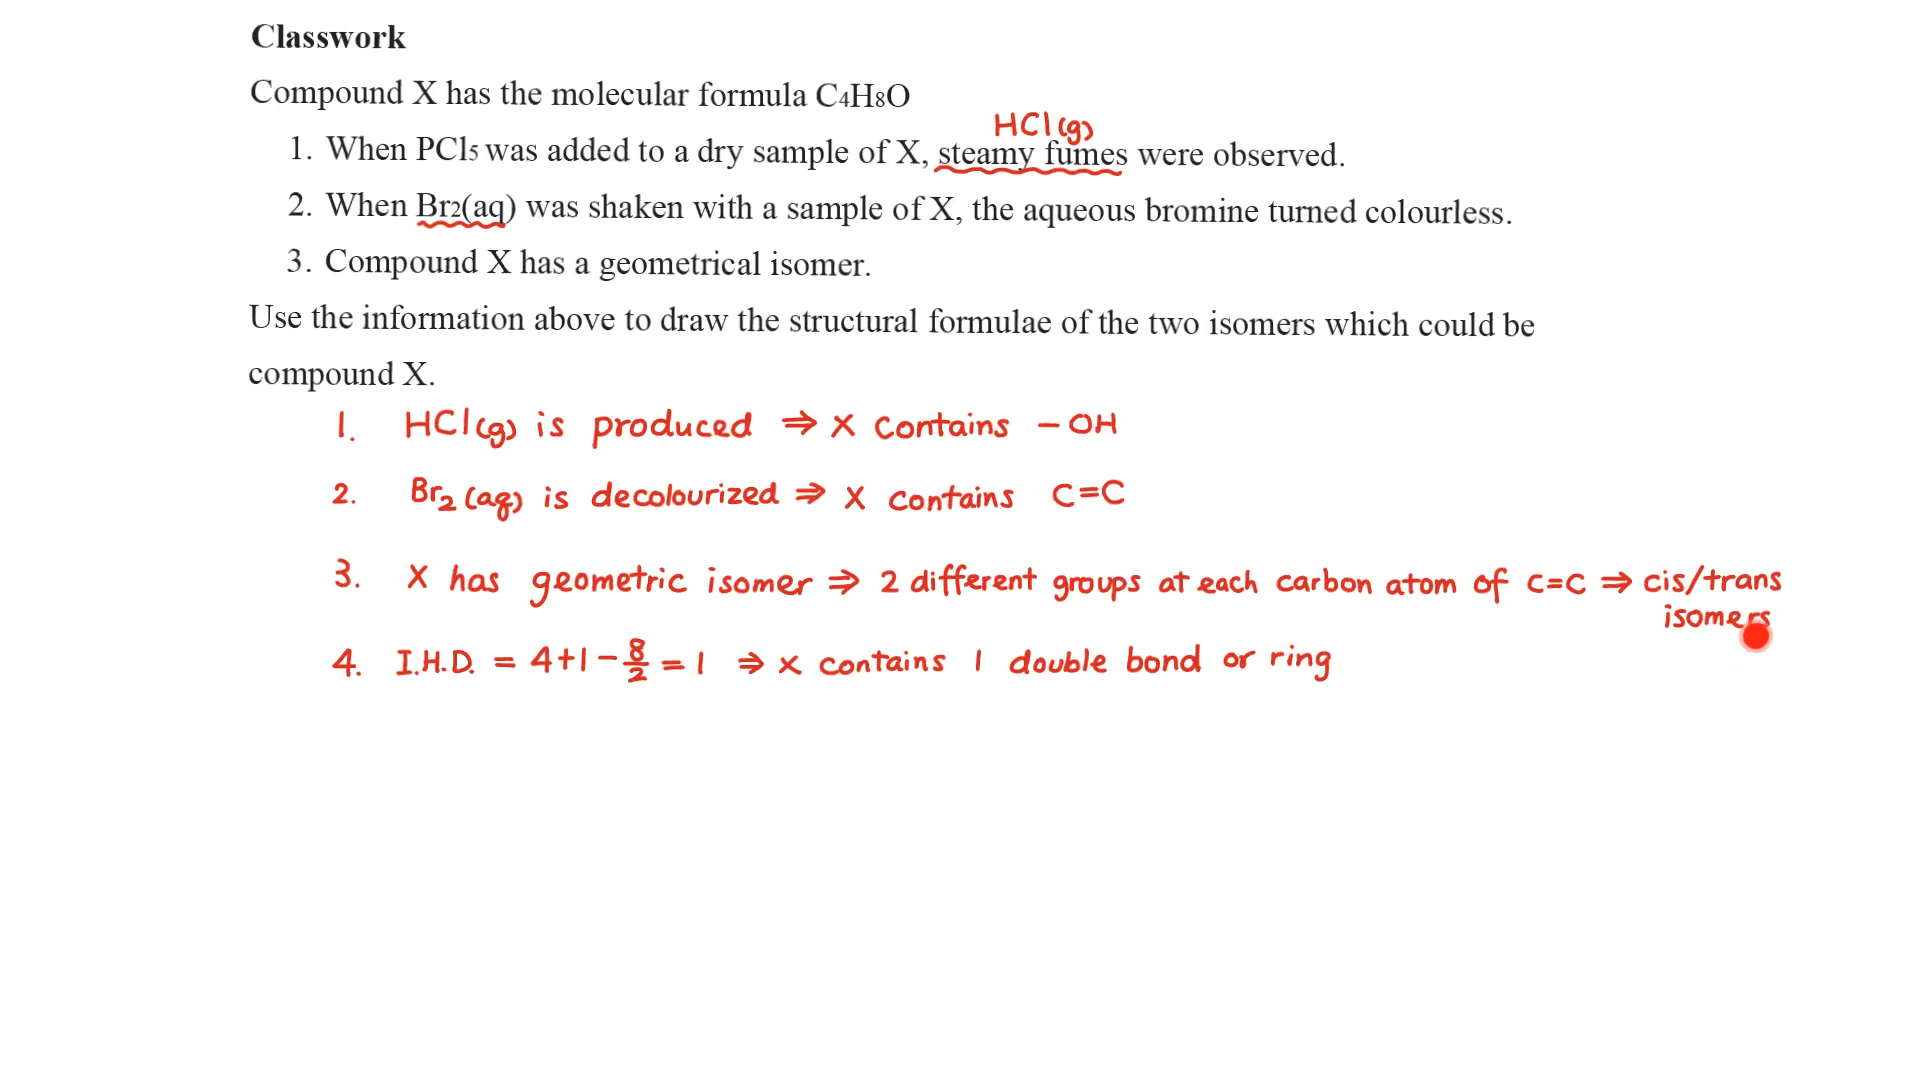 Classwork
Compound X has the molecular formula C₄H₈O
HCl(g)
1. When PCl₅ was added to a dry sample of X, steamy fumes were observed.
2. When Br₂(aq) was shaken with a sample of X, the aqueous bromine turned colourless.
3. Compound X has a geometrical isomer.
Use the information above to draw the structural formulae of the two isomers which could be
compound X.
1. HCl(g) is produced ⇒ X contains –OH
2. Br₂(aq) is decolourized ⇒ X contains C=C
3. X has geometric isomer ⇒ 2 different groups at each carbon atom of C=C ⇒ cis/trans
isomers
4. I.H.D. = 4+1-8/2 = 1 ⇒ X contains 1 double bond or ring